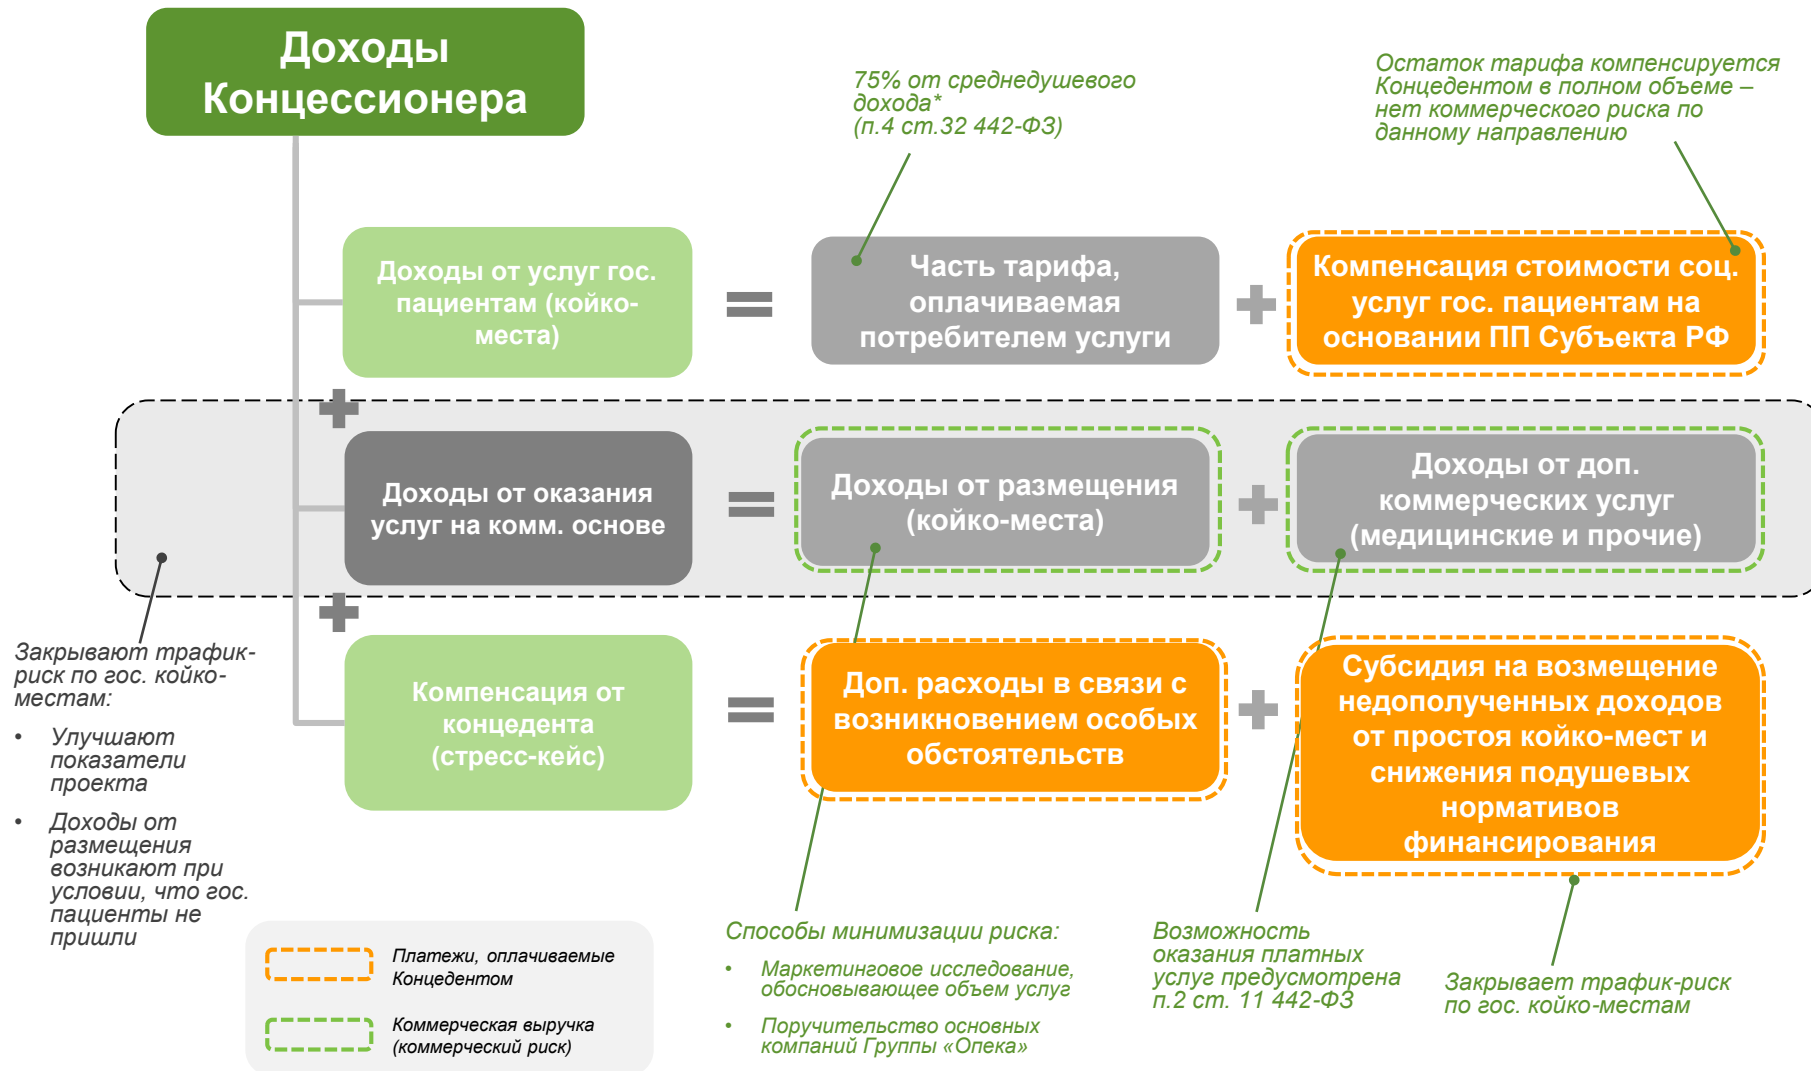 Доходы
Концессионера
75% от среднедушевого
дохода*
(п.4 ст.32 442-ФЗ)
Остаток тарифа компенсируется
Концедентом в полном объеме –
нет коммерческого риска по
данному направлению
Доходы от услуг гос.
пациентам (койко-
места)
=
Часть тарифа,
оплачиваемая
потребителем услуги
+
Компенсация стоимости соц.
услуг гос. пациентам на
основании ПП Субъекта РФ
+
Доходы от оказания
услуг на комм. основе
=
Доходы от размещения
(койко-места)
+
Доходы от доп.
коммерческих услуг
(медицинские и прочие)
+
Компенсация от
концедента
(стресс-кейс)
=
Доп. расходы в связи с
возникновением особых
обстоятельств
+
Субсидия на возмещение
недополученных доходов
от простоя койко-мест и
снижения подушевых
нормативов
финансирования
Закрывают трафик-
риск по гос. койко-
местам:
• Улучшают
показатели
проекта
• Доходы от
размещения
возникают при
условии, что гос.
пациенты не
пришли
Платежи, оплачиваемые
Концедентом
Коммерческая выручка
(коммерческий риск)
Способы минимизации риска:
• Маркетинговое исследование,
обосновывающее объем услуг
• Поручительство основных
компаний Группы «Опека»
Возможность
оказания платных
услуг предусмотрена
п.2 ст. 11 442-ФЗ
Закрывает трафик-риск
по гос. койко-местам